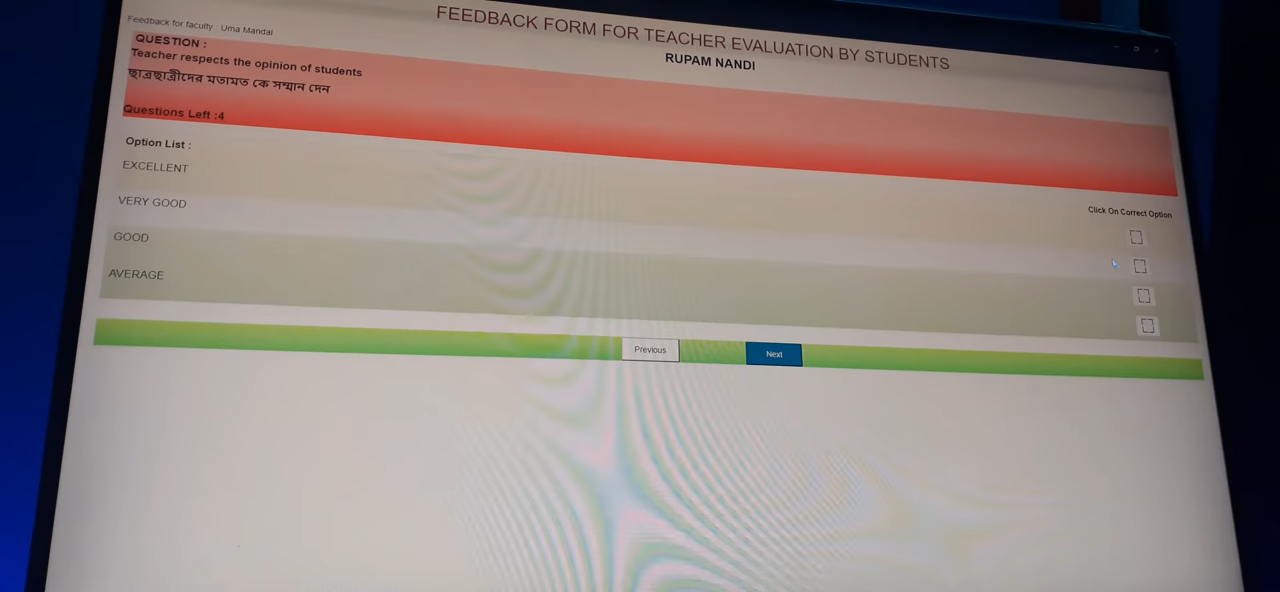 FEEDBACK FORM FOR TEACHER EVALUATION BY STUDENTS
Feedback for faculty : Uma Mandal
RUPAM NANDI
QUESTION :
Teacher respects the opinion of students
ছাত্রছাত্রীদের মতামত কে সম্মান দেন
Questions Left :4
Option List :
Click On Correct Option
EXCELLENT
VERY GOOD
GOOD
AVERAGE
Previous
Next